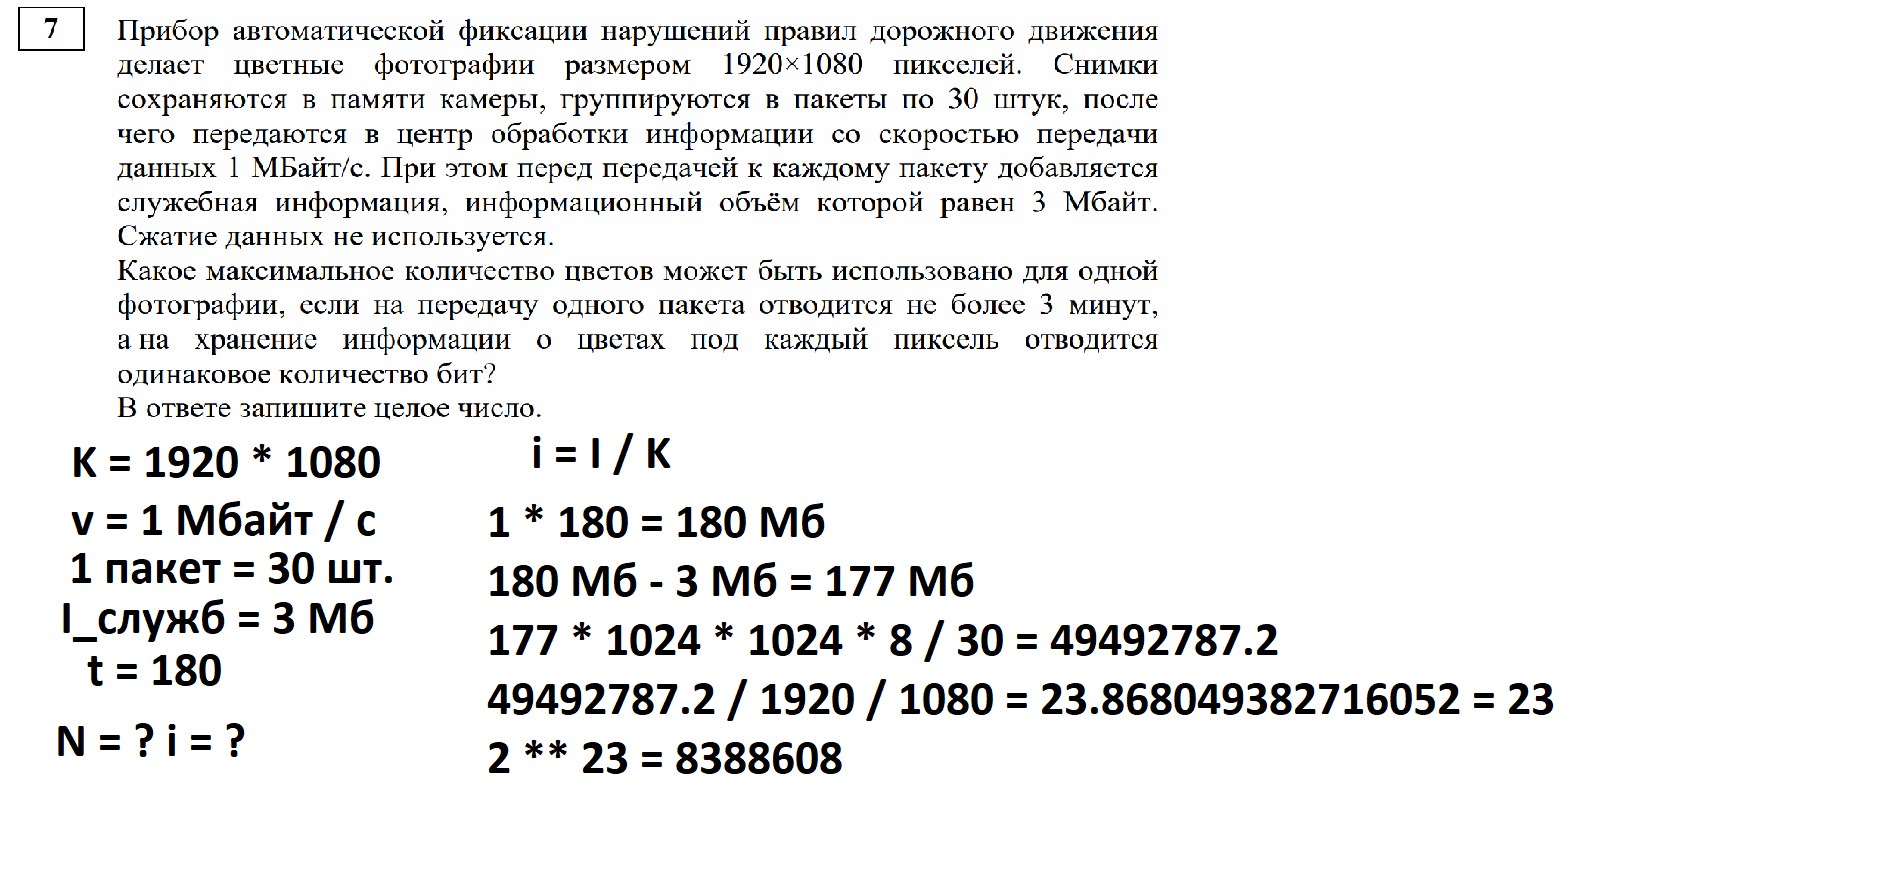 7
Прибор автоматической фиксации нарушений правил дорожного движения
делает цветные фотографии размером 1920×1080 пикселей. Снимки
сохраняются в памяти камеры, группируются в пакеты по 30 штук, после
чего передаются в центр обработки информации со скоростью передачи
данных 1 МБайт/с. При этом перед передачей к каждому пакету добавляется
служебная информация, информационный объём которой равен 3 Мбайт.
Сжатие данных не используется.
Какое максимальное количество цветов может быть использовано для одной
фотографии, если на передачу одного пакета отводится не более 3 минут,
а на хранение информации о цветах под каждый пиксель отводится
одинаковое количество бит?
В ответе запишите целое число.
K = 1920 * 1080
v = 1 Мбайт / с
1 пакет = 30 шт.
I_служб = 3 Мб
t = 180
N = ? i = ?
i = I / K
1 * 180 = 180 Мб
180 Мб - 3 Мб = 177 Мб
177 * 1024 * 1024 * 8 / 30 = 49492787.2
49492787.2 / 1920 / 1080 = 23.868049382716052 = 23
2 ** 23 = 8388608